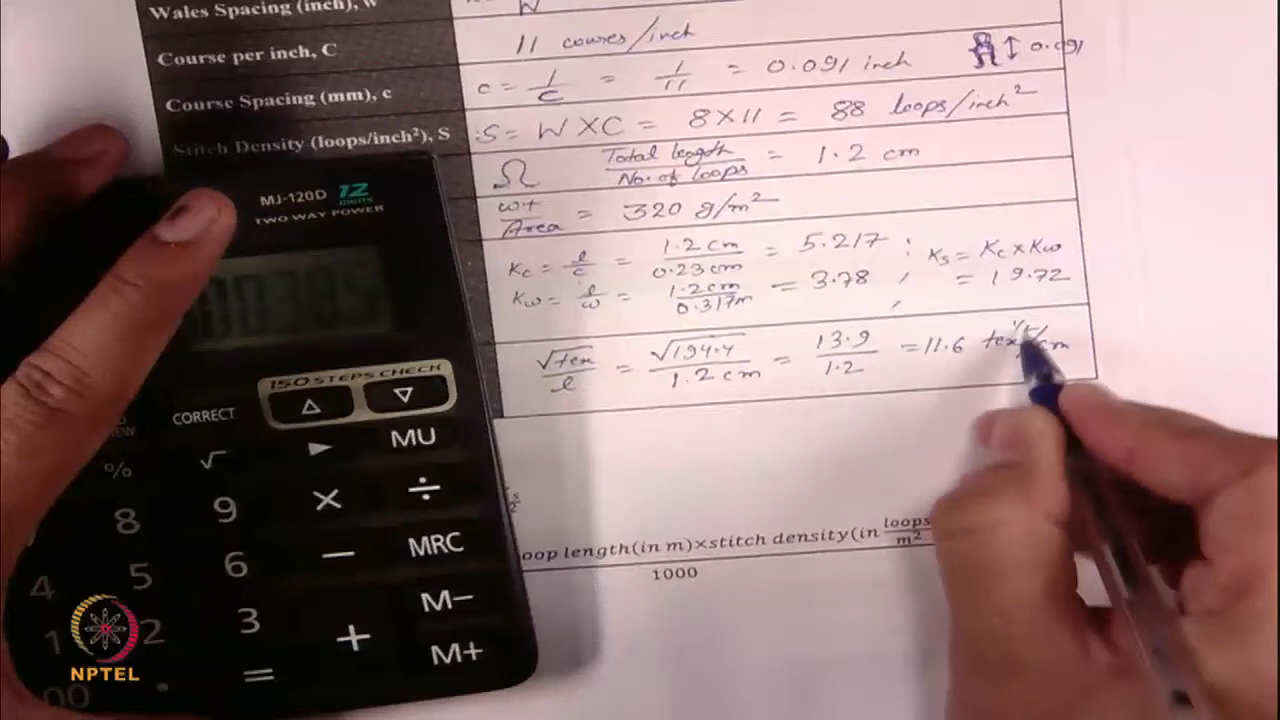 Wales Spacing (inch), w
W
Course per inch, C
11 courses/inch
Course Spacing (mm), c
c = 1/C = 1/11 = 0.091 inch
0.091
Stitch Density (loops/inch²), S
S = W X C = 8 X 11 = 88 loops/inch²
Total length / No. of loops = 1.2 cm
wt / Area = 320 g/m²
Kc = l/c = 1.2 cm / 0.23 cm = 5.217 ; Ks = Kc x Kw
Kw = l/w = 1.2 cm / 0.317 m = 3.78 , = 19.72
√tex / l = √194.4 / 1.2 cm = 13.9 / 1.2 = 11.6 tex /cm
oop length(in m)×stitch density(in loops/m²
1000
MJ-120D 12 DIGITS
TWO WAY POWER
150 STEPS CHECK
CORRECT
MU
% √
8 9 × ÷
4 5 6 − MRC
1 2 3 + M−
00 . = M+
NPTEL